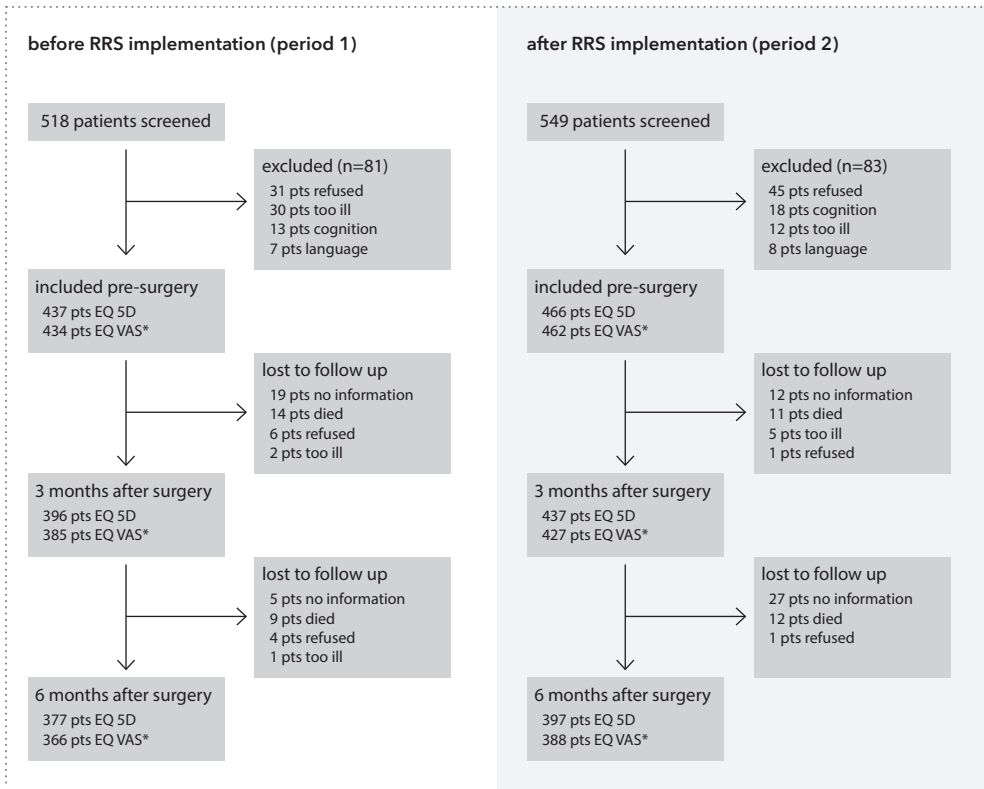 before RRS implementation (period 1)
518 patients screened
excluded (n=81)
31 pts refused
30 pts too ill
13 pts cognition
7 pts language
included pre-surgery
437 pts EQ 5D
434 pts EQ VAS*
lost to follow up
19 pts no information
14 pts died
6 pts refused
2 pts too ill
3 months after surgery
396 pts EQ 5D
385 pts EQ VAS*
lost to follow up
5 pts no information
9 pts died
4 pts refused
1 pts too ill
6 months after surgery
377 pts EQ 5D
366 pts EQ VAS*
after RRS implementation (period 2)
549 patients screened
excluded (n=83)
45 pts refused
18 pts cognition
12 pts too ill
8 pts language
included pre-surgery
466 pts EQ 5D
462 pts EQ VAS*
lost to follow up
12 pts no information
11 pts died
5 pts too ill
1 pts refused
3 months after surgery
437 pts EQ 5D
427 pts EQ VAS*
lost to follow up
27 pts no information
12 pts died
1 pts refused
6 months after surgery
397 pts EQ 5D
388 pts EQ VAS*